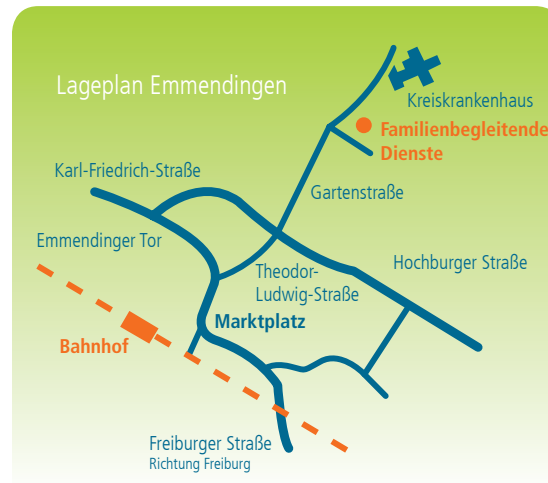 Lageplan Emmendingen
Kreiskrankenhaus
Familienbegleitende
Dienste
Karl-Friedrich-Straße
Gartenstraße
Emmendinger Tor
Theodor-
Ludwig-Straße
Hochburger Straße
Marktplatz
Bahnhof
Freiburger Straße
Richtung Freiburg